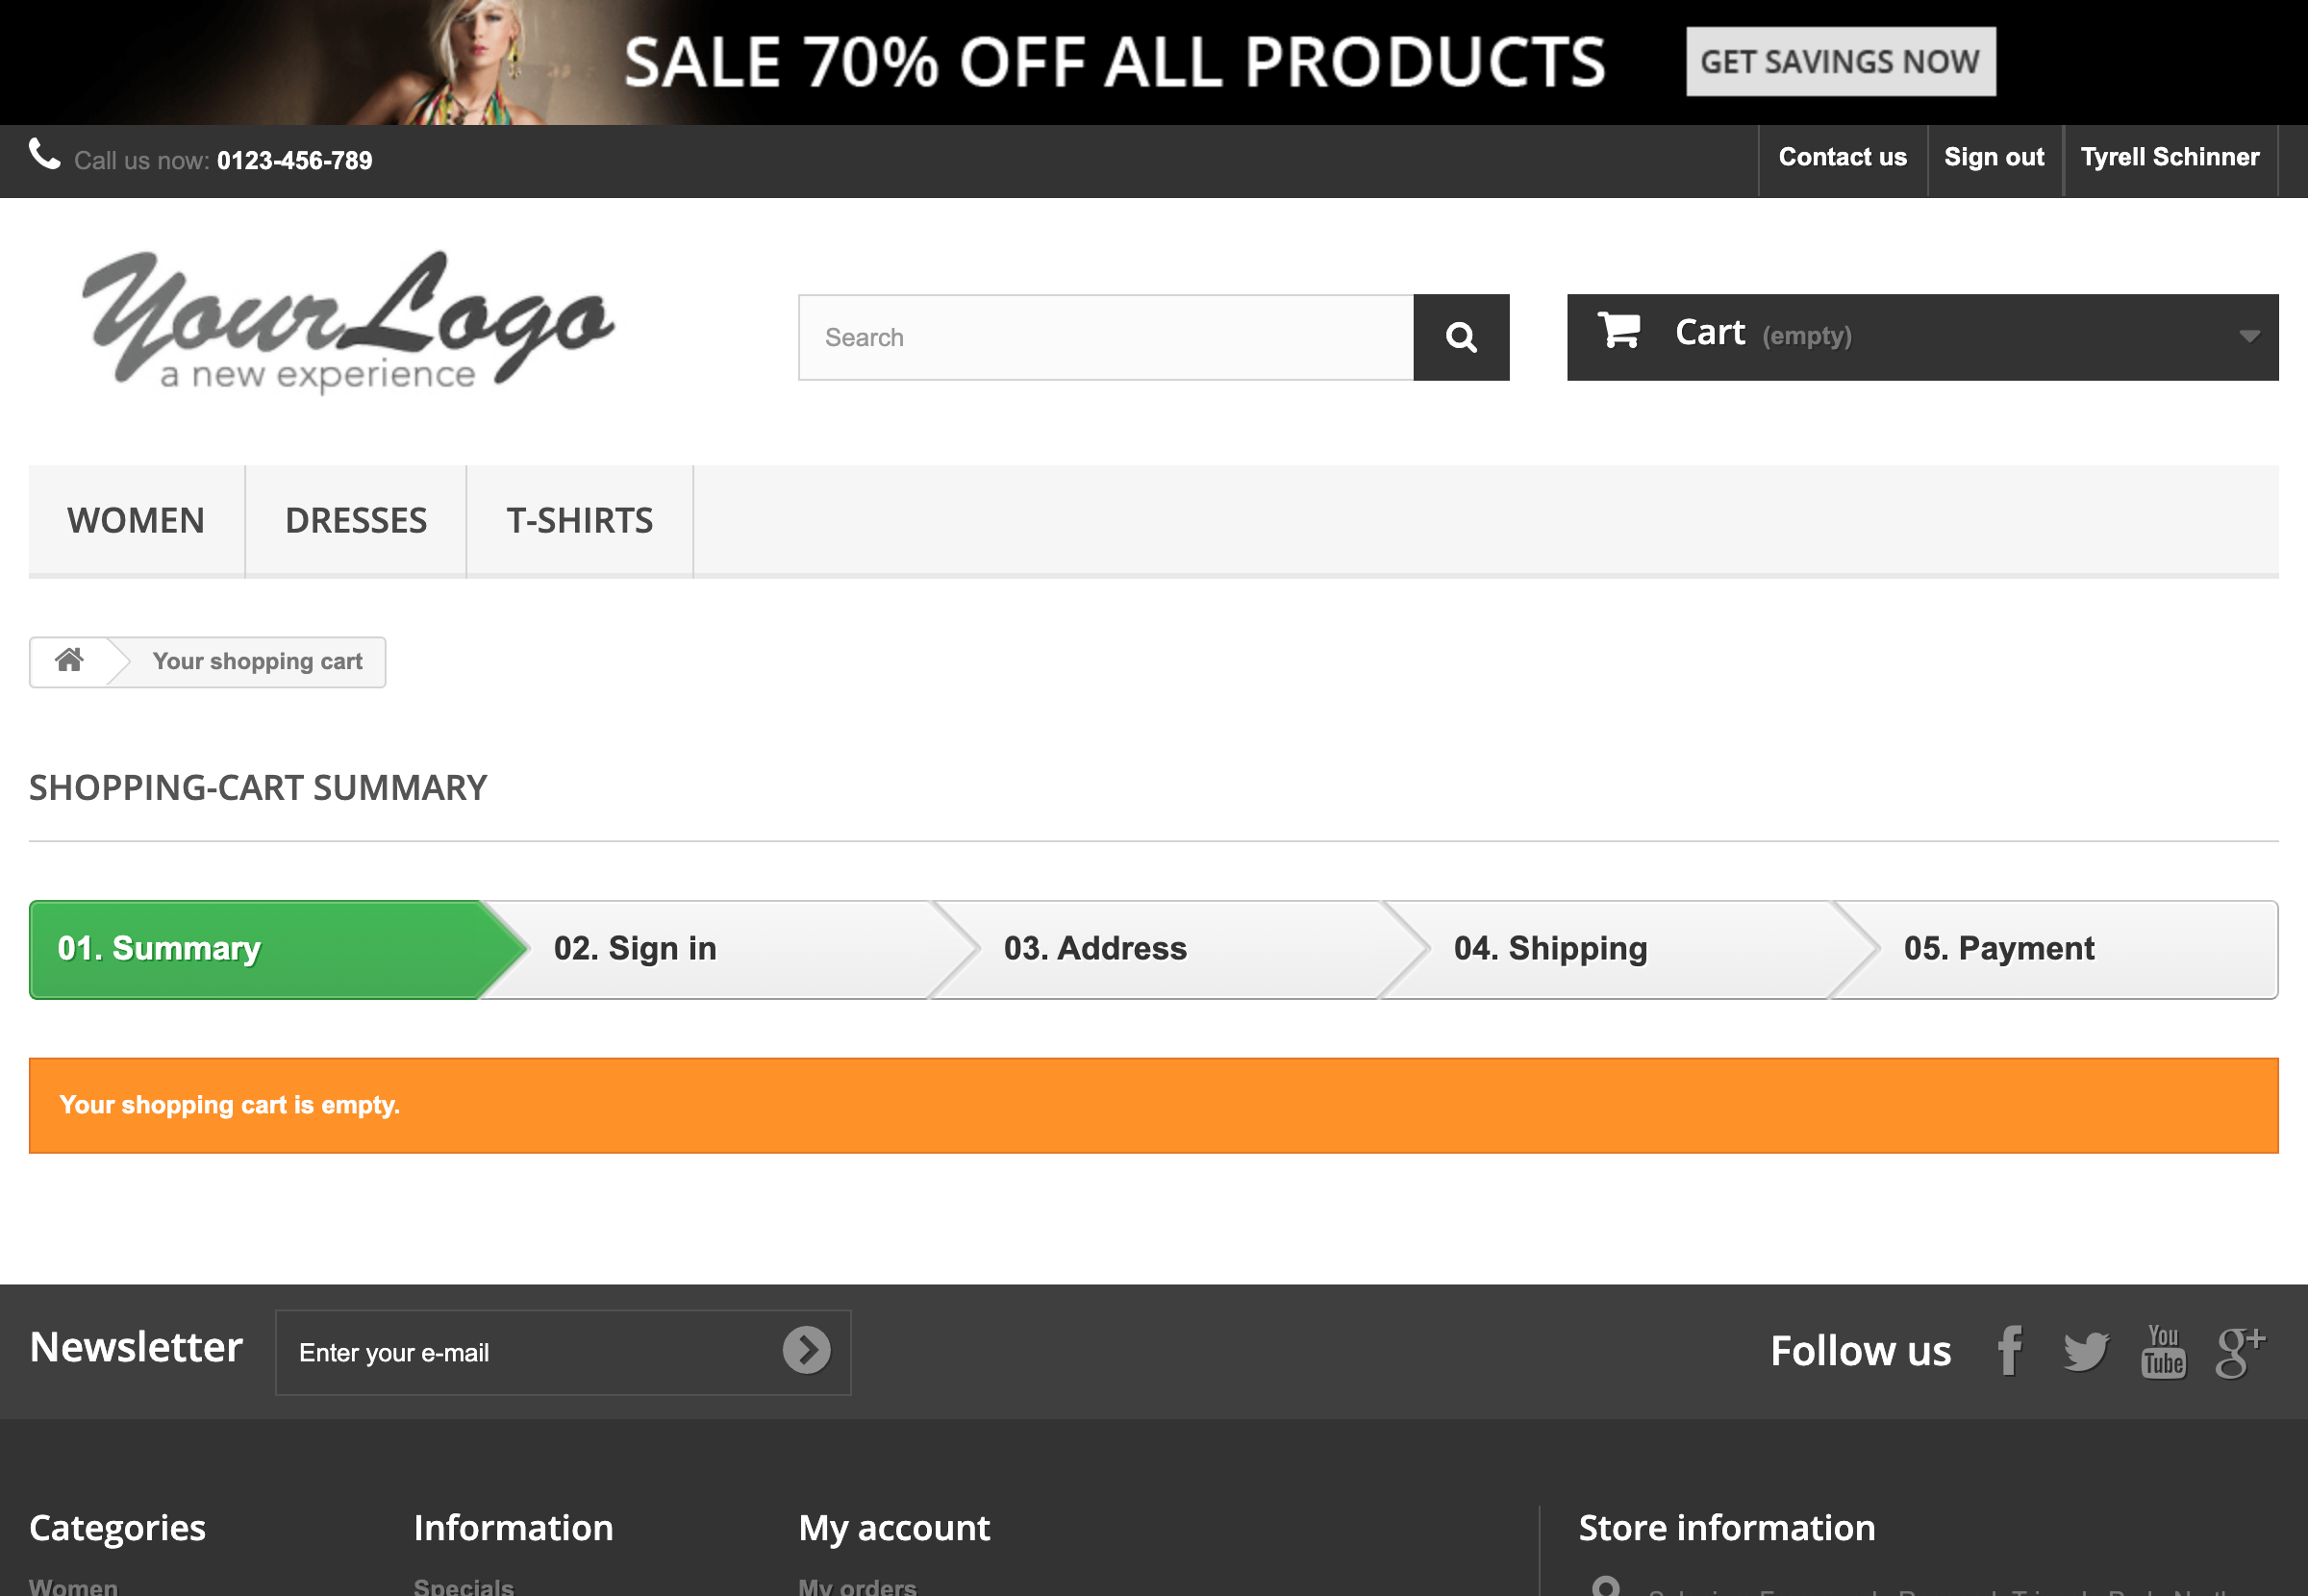 SALE 70% OFF ALL PRODUCTS
GET SAVINGS NOW
Call us now: 0123-456-789
Contact us
Sign out
Tyrell Schinner
Your Logo
a new experience
Search
Cart (empty)
WOMEN
DRESSES
T-SHIRTS
Your shopping cart
SHOPPING-CART SUMMARY
01. Summary
02. Sign in
03. Address
04. Shipping
05. Payment
Your shopping cart is empty.
Newsletter
Enter your e-mail
Follow us
f
You
Tube
g+
Categories
Information
My account
Store information
Women
Specials
My orders